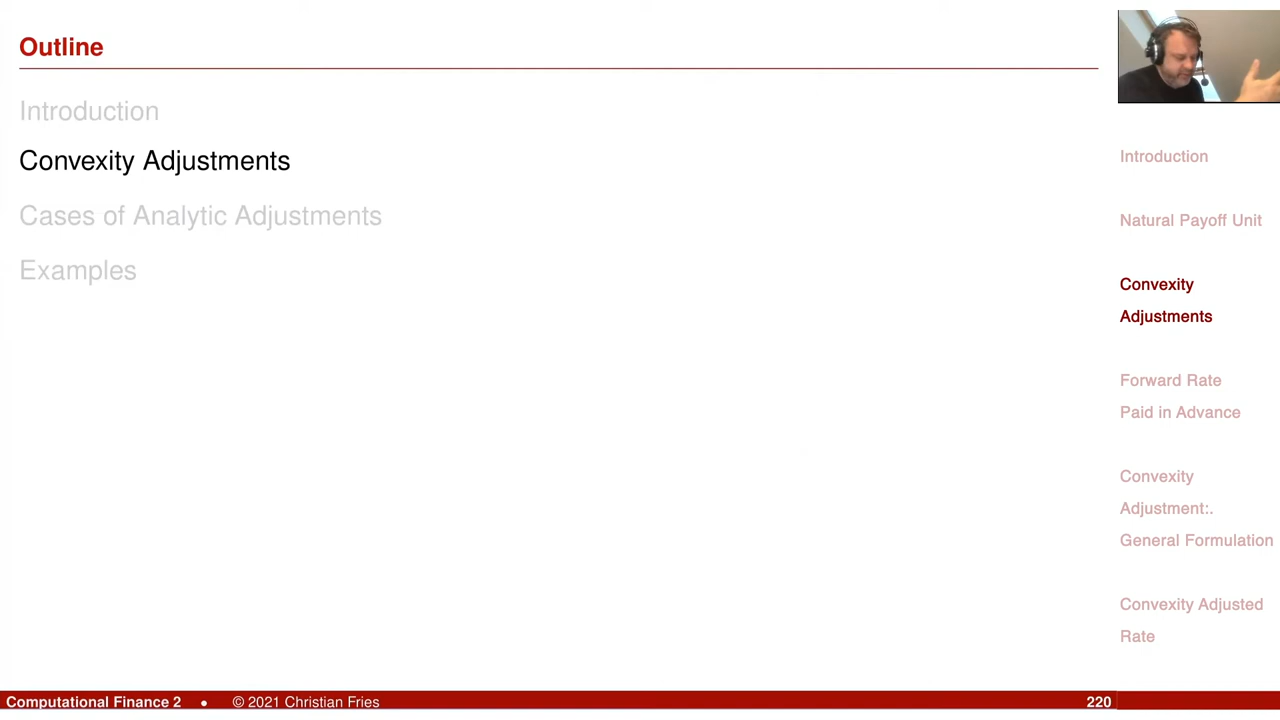 Outline
Introduction
Convexity Adjustments
Cases of Analytic Adjustments
Examples
Introduction
Natural Payoff Unit
Convexity
Adjustments
Forward Rate
Paid in Advance
Convexity
Adjustment:.
General Formulation
Convexity Adjusted
Rate
Computational Finance 2 • © 2021 Christian Fries 220